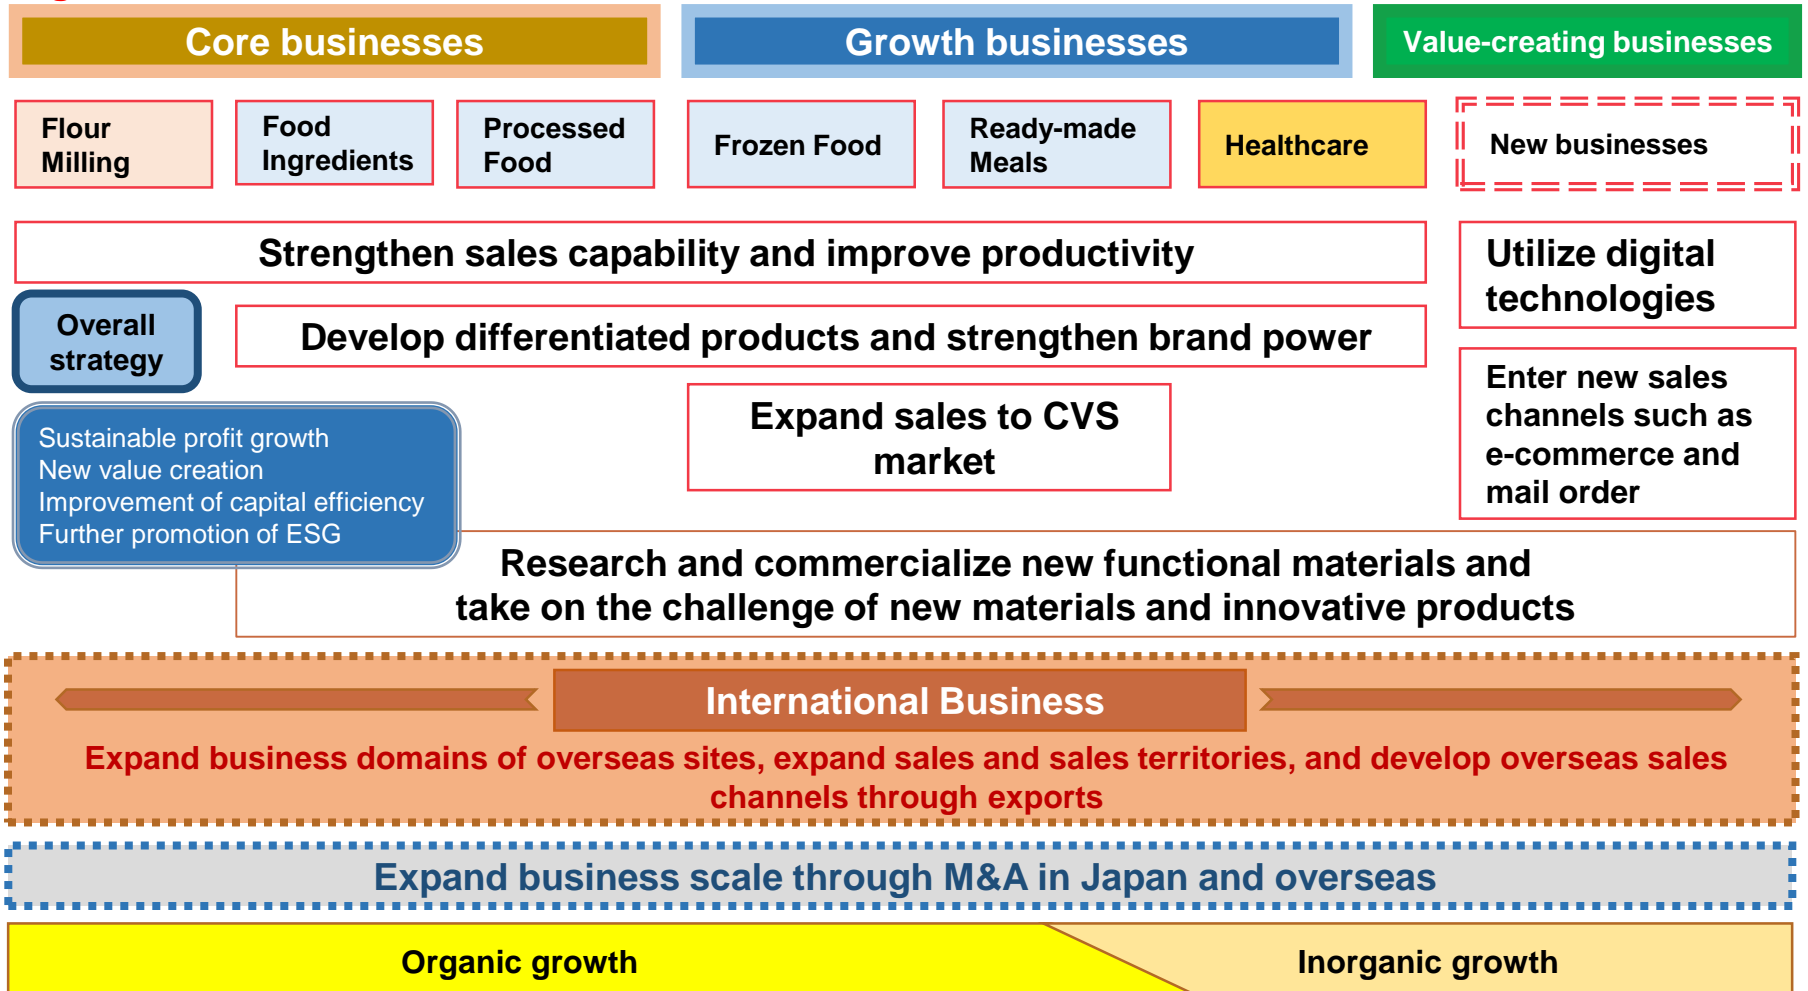 Core businesses
Growth businesses
Value-creating businesses
Flour
Milling
Food
Ingredients
Processed
Food
Frozen Food
Ready-made
Meals
Healthcare
New businesses
Strengthen sales capability and improve productivity
Utilize digital
technologies
Overall
strategy
Develop differentiated products and strengthen brand power
Enter new sales
channels such as
e-commerce and
mail order
Expand sales to CVS
market
Sustainable profit growth
New value creation
Improvement of capital efficiency
Further promotion of ESG
Research and commercialize new functional materials and
take on the challenge of new materials and innovative products
International Business
Expand business domains of overseas sites, expand sales and sales territories, and develop overseas sales
channels through exports
Expand business scale through M&A in Japan and overseas
Organic growth
Inorganic growth